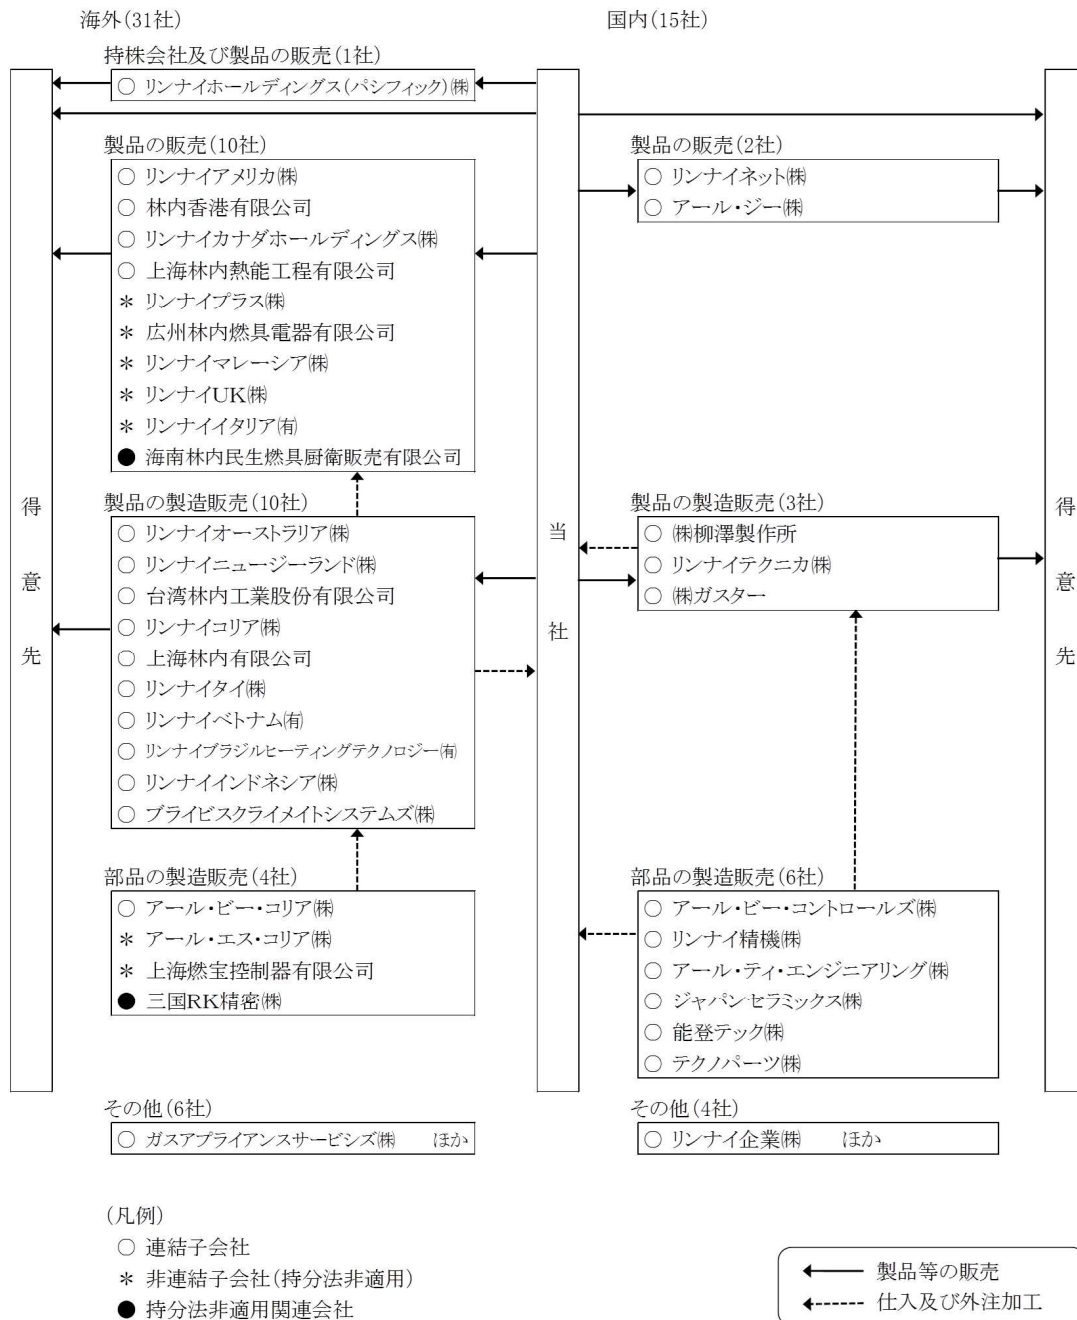 海外(31社)
国内(15社)
持株会社及び製品の販売(1社)
○ リンナイホールディングス(パシフィック)㈱
製品の販売(10社)
○ リンナイアメリカ㈱
○ 林内香港有限公司
○ リンナイカナダホールディングス㈱
○ 上海林内熱能工程有限公司
* リンナイプラス㈱
* 広州林内燃具電器有限公司
* リンナイマレーシア㈱
* リンナイUK㈱
* リンナイイタリア㈲
● 海南林内民生燃具厨衛販売有限公司
製品の販売(2社)
○ リンナイネット㈱
○ アール・ジー㈱
得意先
製品の製造販売(10社)
○ リンナイオーストラリア㈱
○ リンナイニュージーランド㈱
○ 台湾林内工業股份有限公司
○ リンナイコリア㈱
○ 上海林内有限公司
○ リンナイタイ㈱
○ リンナイベトナム㈲
○ リンナイブラジルヒーティングテクノロジー㈲
○ リンナイインドネシア㈱
○ ブライビスクライメイトシステムズ㈱
当社
製品の製造販売(3社)
○ ㈱柳澤製作所
○ リンナイテクニカ㈱
○ ㈱ガスター
得意先
部品の製造販売(4社)
○ アール・ビー・コリア㈱
* アール・エス・コリア㈱
* 上海燃宝控制器有限公司
● 三国RK精密㈱
部品の製造販売(6社)
○ アール・ビー・コントロールズ㈱
○ リンナイ精機㈱
○ アール・ティ・エンジニアリング㈱
○ ジャパンセラミックス㈱
○ 能登テック㈱
○ テクノパーツ㈱
その他(6社)
○ ガスアプライアンスサービシズ㈱ ほか
その他(4社)
○ リンナイ企業㈱ ほか
(凡例)
○ 連結子会社
* 非連結子会社(持分法非適用)
● 持分法非適用関連会社
製品等の販売
仕入及び外注加工